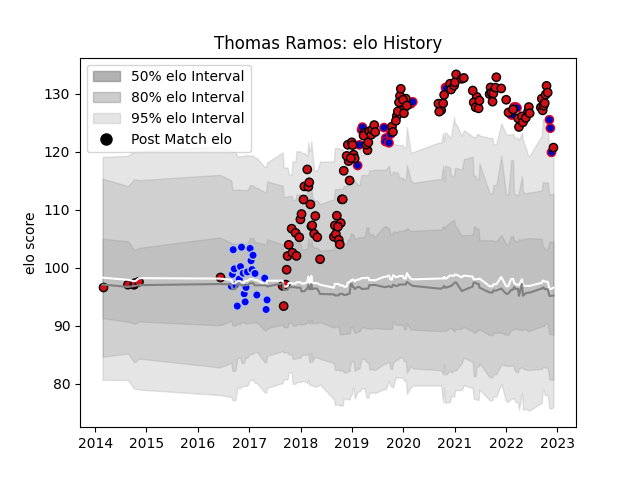 Thomas Ramos: elo History
50% elo Interval
80% elo Interval
95% elo Interval
Post Match elo
elo score
130
120
110
100
90
80
2014 2015 2016 2017 2018 2019 2020 2021 2022 2023